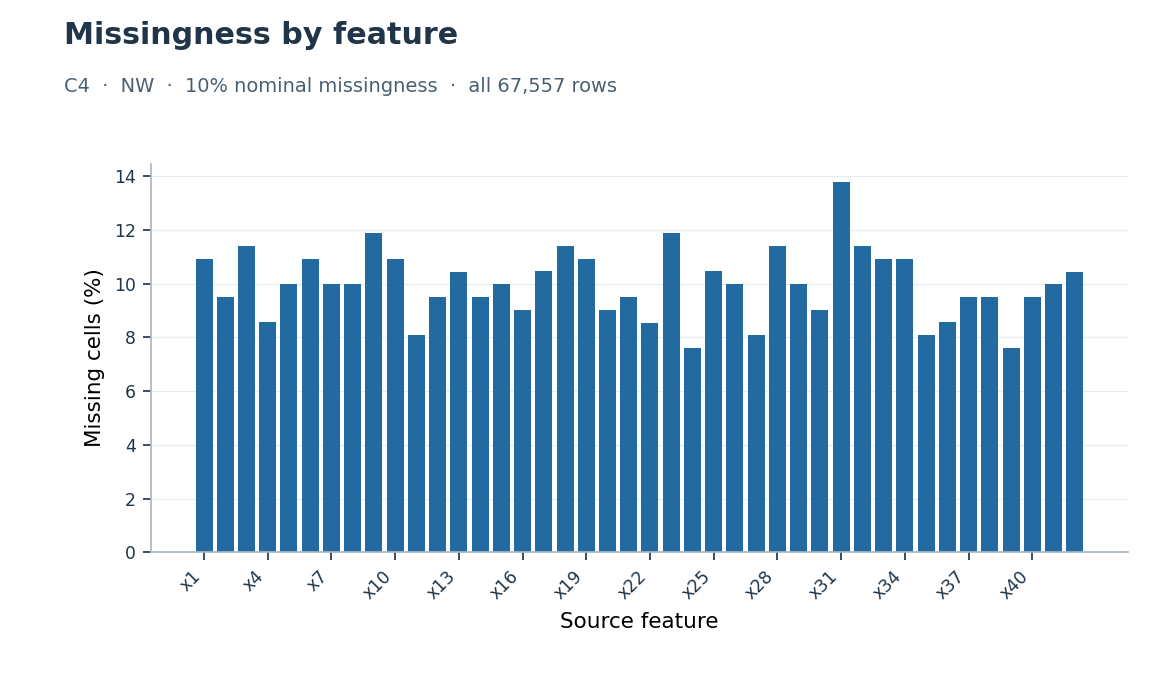 Missingness by feature
C4 · NW · 10% nominal missingness · all 67,557 rows
14
12
10
8
6
4
2
0
Missing cells (%)
x1 x4 x7 x10 x13 x16 x19 x22 x25 x28 x31 x34 x37 x40
Source feature